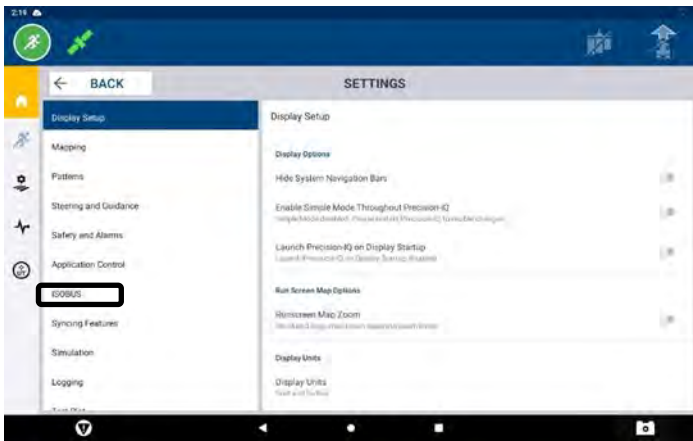 2:19
BACK
SETTINGS
Display Setup
Mapping
Patterns
Steering and Guidance
Safety and Alarms
Application Control
ISOBUS
Syncing Features
Simulation
Logging
Display Setup
Display Options
Hide System Navigation Bars
Enable Simple Mode Throughout Precision-IQ
Launch Precision-IQ on Display Startup
Run Screen Map Options
Runscreen Map Zoom
Display Units
Display Units